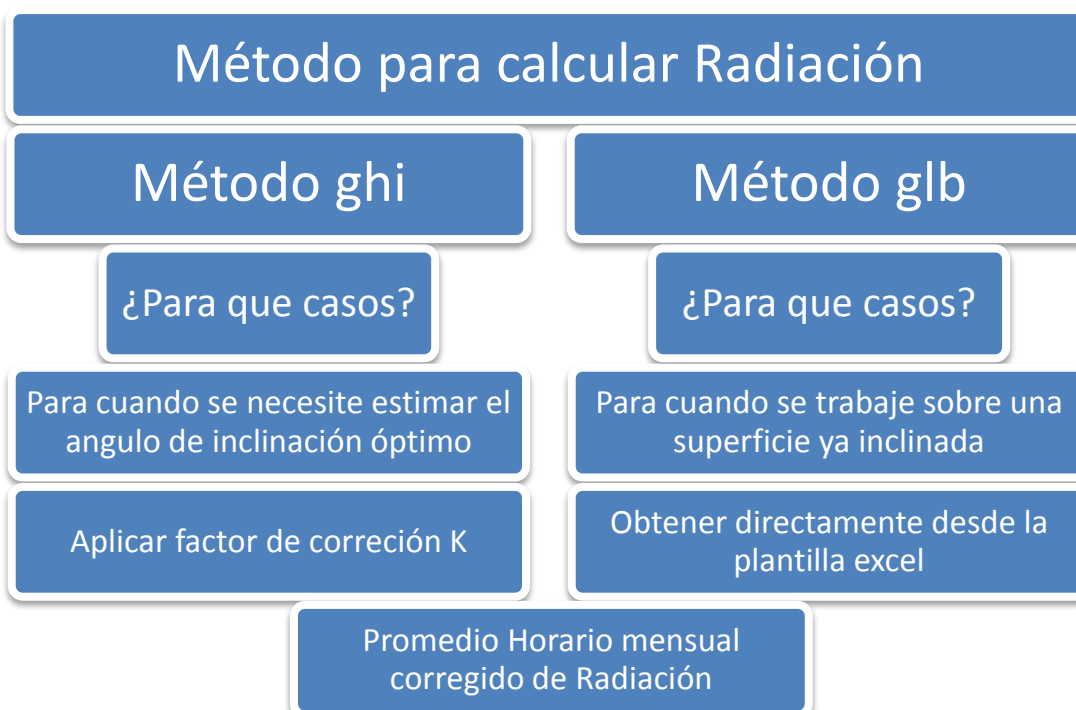 Método para calcular Radiación
Método ghi
Método glb
¿Para que casos?
¿Para que casos?
Para cuando se necesite estimar el
angulo de inclinación óptimo
Para cuando se trabaje sobre una
superficie ya inclinada
Aplicar factor de correción K
Obtener directamente desde la
plantilla excel
Promedio Horario mensual
corregido de Radiación